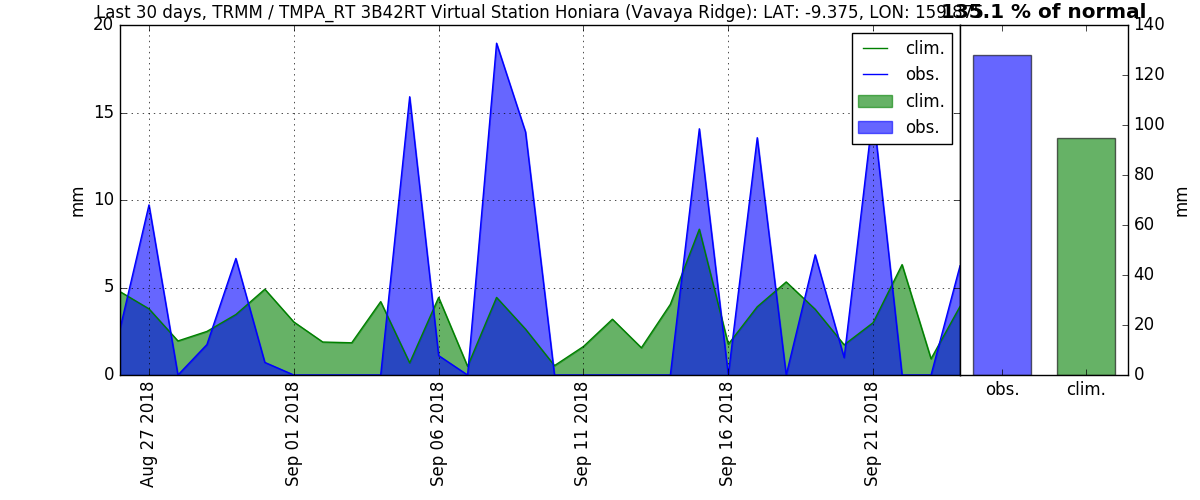 Last 30 days, TRMM / TMPA_RT 3B42RT Virtual Station Honiara (Vavaya Ridge): LAT: -9.375, LON:
135.1 % of normal
20
15
10
5
0
mm
clim.
obs.
clim.
obs.
Aug 27 2018
Sep 01 2018
Sep 06 2018
Sep 11 2018
Sep 16 2018
Sep 21 2018
140
120
100
80
60
40
20
0
mm
obs.
clim.